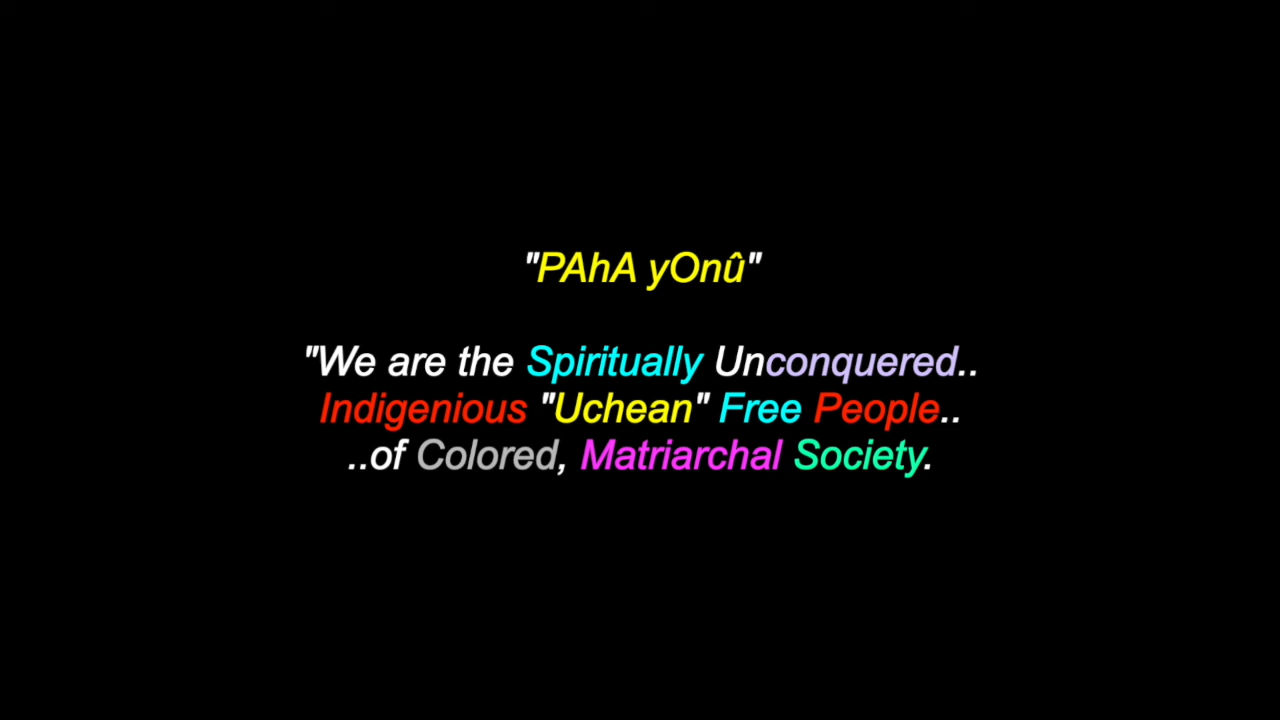 "PAhA yOnû"
"We are the Spiritually Unconquered..
Indigenious "Uchean" Free People..
..of Colored, Matriarchal Society.